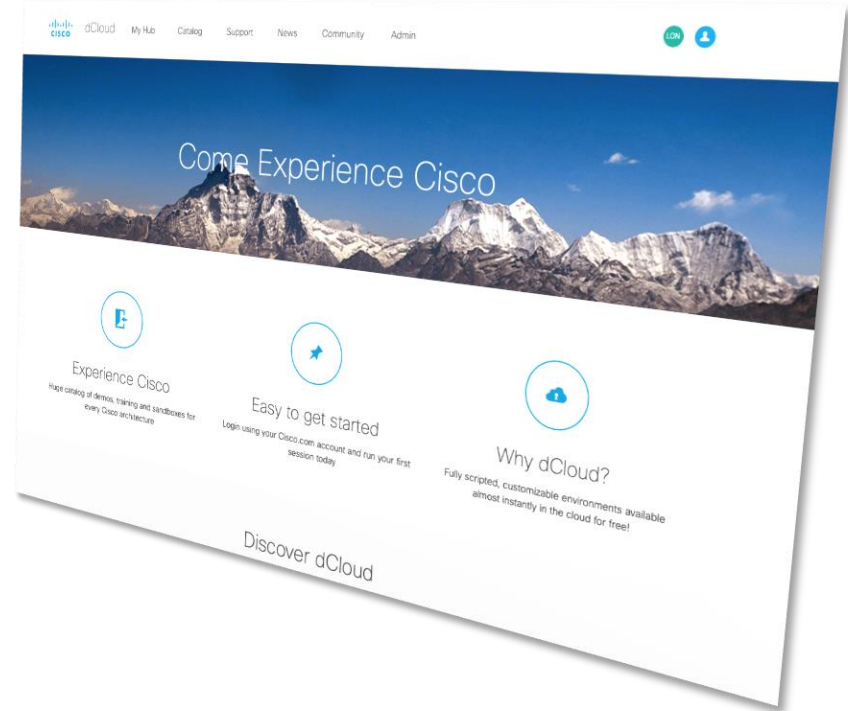 CISCO dCloud My Hub Catalog Support News Community Admin LON
Come Experience Cisco
Experience Cisco
Huge catalog of demos, training and sandboxes for
every Cisco architecture
Easy to get started
Login using your Cisco.com account and run your first
session today
Why dCloud?
Fully scripted, customizable environments available
almost instantly in the cloud for free!
Discover dCloud